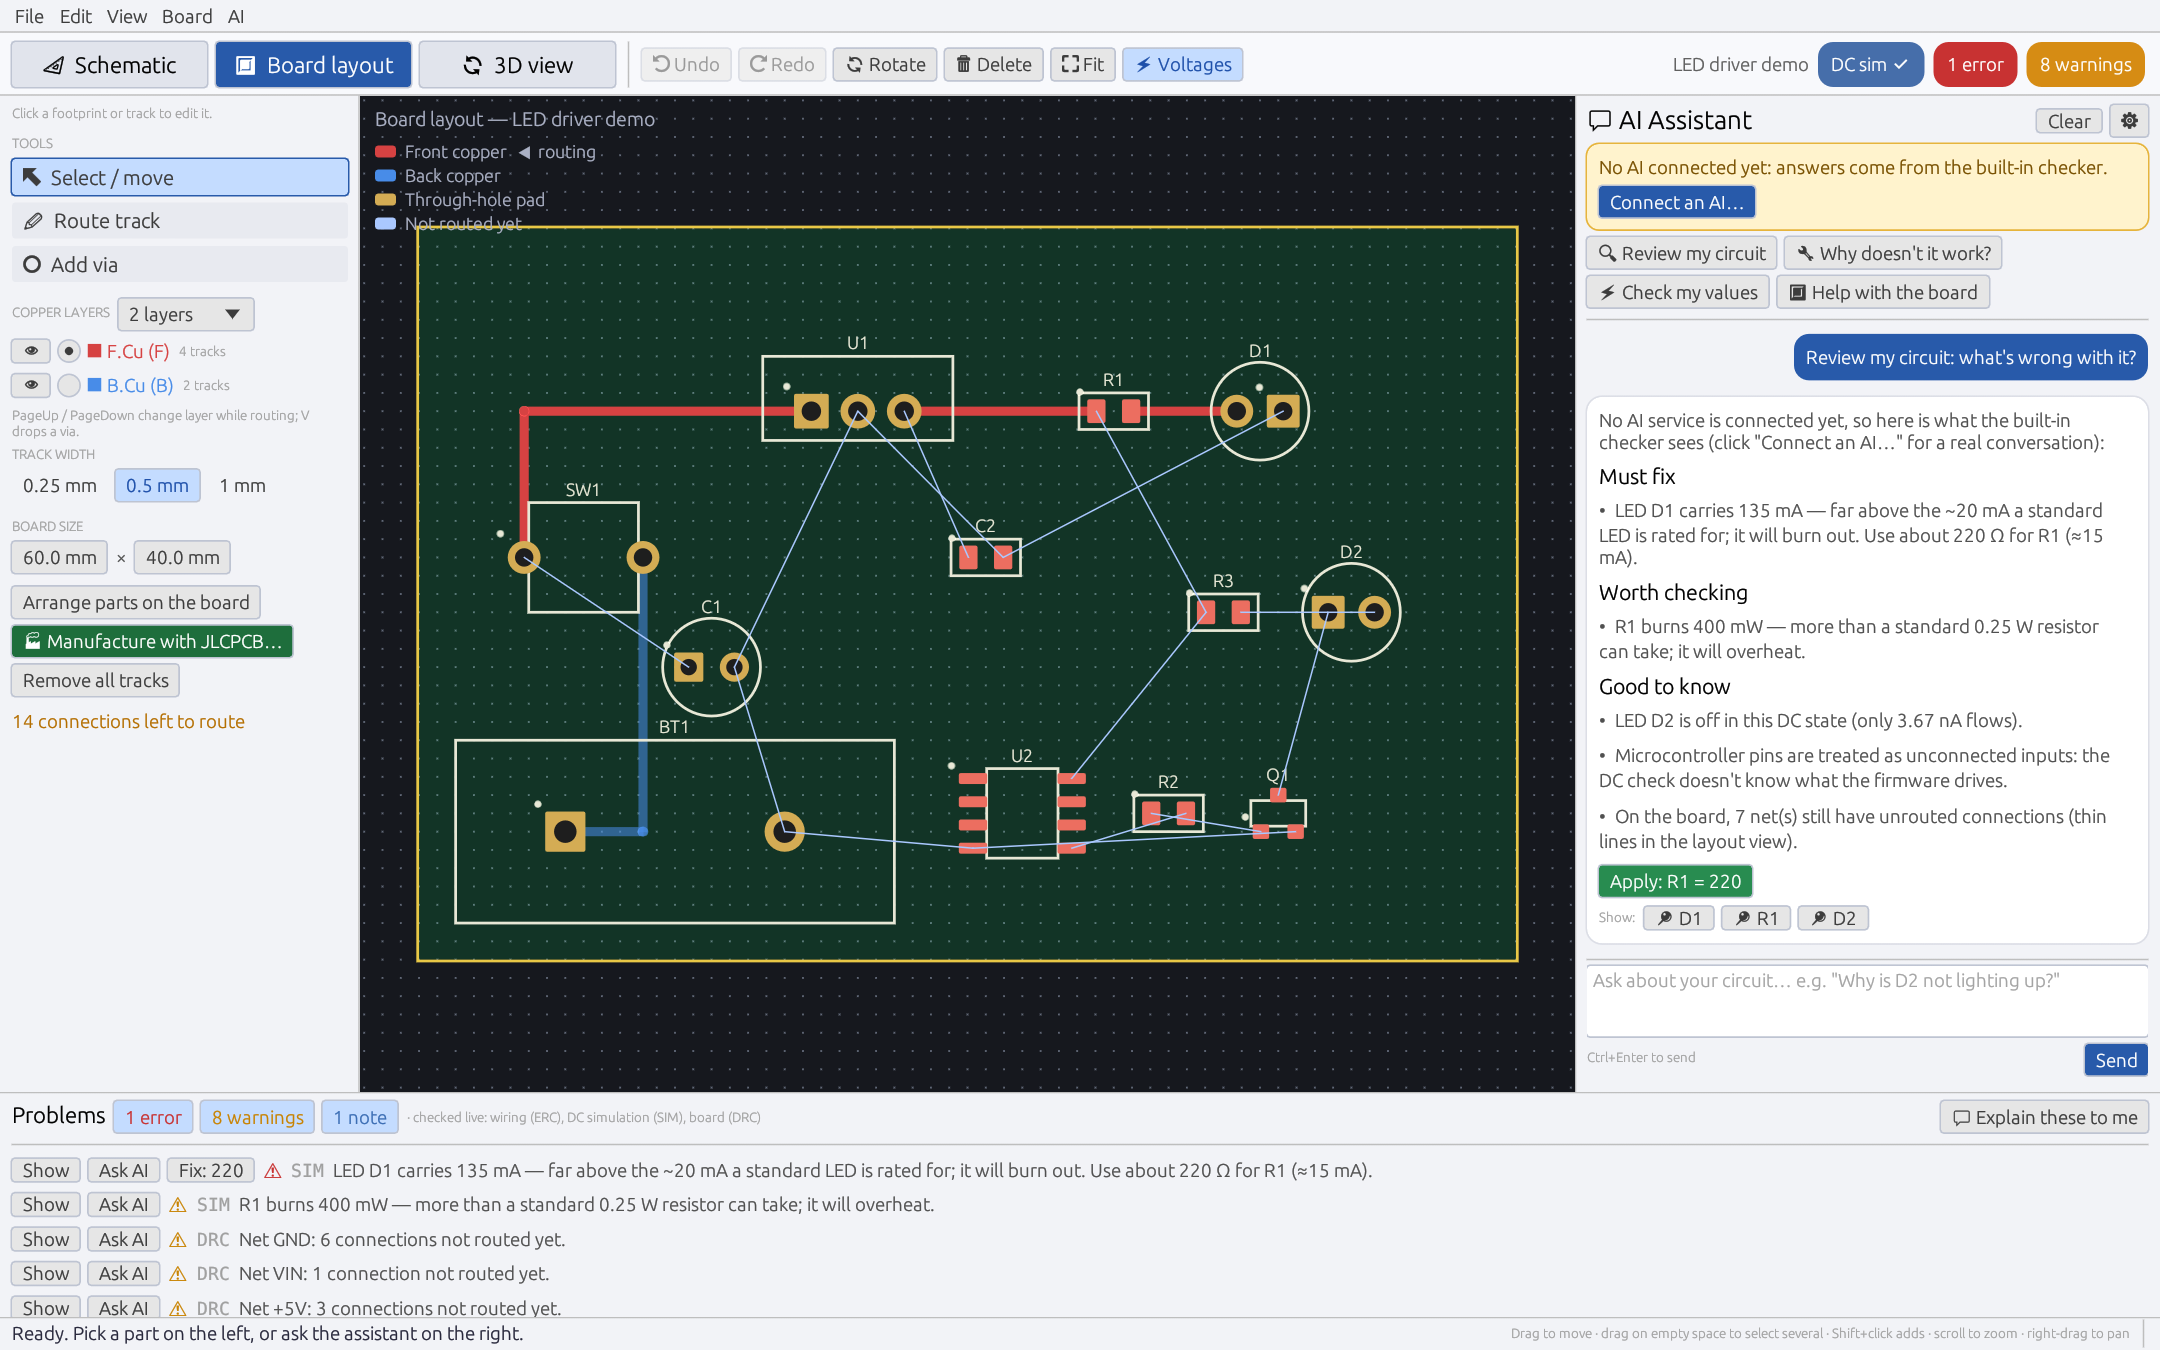 File Edit View Board AI
Schematic Board layout 3D view Undo Redo Rotate Delete Fit Voltages LED driver demo DC sim ✓ 1 error 8 warnings
Click a footprint or track to edit it.
TOOLS
Select / move
Route track
Add via
COPPER LAYERS 2 layers
F.Cu (F) 4 tracks
B.Cu (B) 2 tracks
PageUp / PageDown change layer while routing; V
drops a via.
TRACK WIDTH
0.25 mm 0.5 mm 1 mm
BOARD SIZE
60.0 mm × 40.0 mm
Arrange parts on the board
Manufacture with JLCPCB…
Remove all tracks
14 connections left to route
Board layout — LED driver demo
Front copper ◀ routing
Back copper
Through-hole pad
Not routed yet
U1
D1
R1
SW1
C2
D2
R3
C1
BT1
U2
R2
Q1
AI Assistant Clear
No AI connected yet: answers come from the built-in checker.
Connect an AI…
Review my circuit Why doesn't it work?
Check my values Help with the board
Review my circuit: what's wrong with it?
No AI service is connected yet, so here is what the built-in
checker sees (click "Connect an AI…" for a real conversation):
Must fix
• LED D1 carries 135 mA — far above the ~20 mA a standard
LED is rated for; it will burn out. Use about 220 Ω for R1 (≈15
mA).
Worth checking
• R1 burns 400 mW — more than a standard 0.25 W resistor
can take; it will overheat.
Good to know
• LED D2 is off in this DC state (only 3.67 nA flows).
• Microcontroller pins are treated as unconnected inputs: the
DC check doesn't know what the firmware drives.
• On the board, 7 net(s) still have unrouted connections (thin
lines in the layout view).
Apply: R1 = 220
Show: D1 R1 D2
Ask about your circuit… e.g. "Why is D2 not lighting up?"
Ctrl+Enter to send Send
Problems 1 error 8 warnings 1 note · checked live: wiring (ERC), DC simulation (SIM), board (DRC) Explain these to me
Show Ask AI Fix: 220 SIM LED D1 carries 135 mA — far above the ~20 mA a standard LED is rated for; it will burn out. Use about 220 Ω for R1 (≈15 mA).
Show Ask AI SIM R1 burns 400 mW — more than a standard 0.25 W resistor can take; it will overheat.
Show Ask AI DRC Net GND: 6 connections not routed yet.
Show Ask AI DRC Net VIN: 1 connection not routed yet.
Show Ask AI DRC Net +5V: 3 connections not routed yet.
Ready. Pick a part on the left, or ask the assistant on the right. Drag to move · drag on empty space to select several · Shift+click adds · scroll to zoom · right-drag to pan